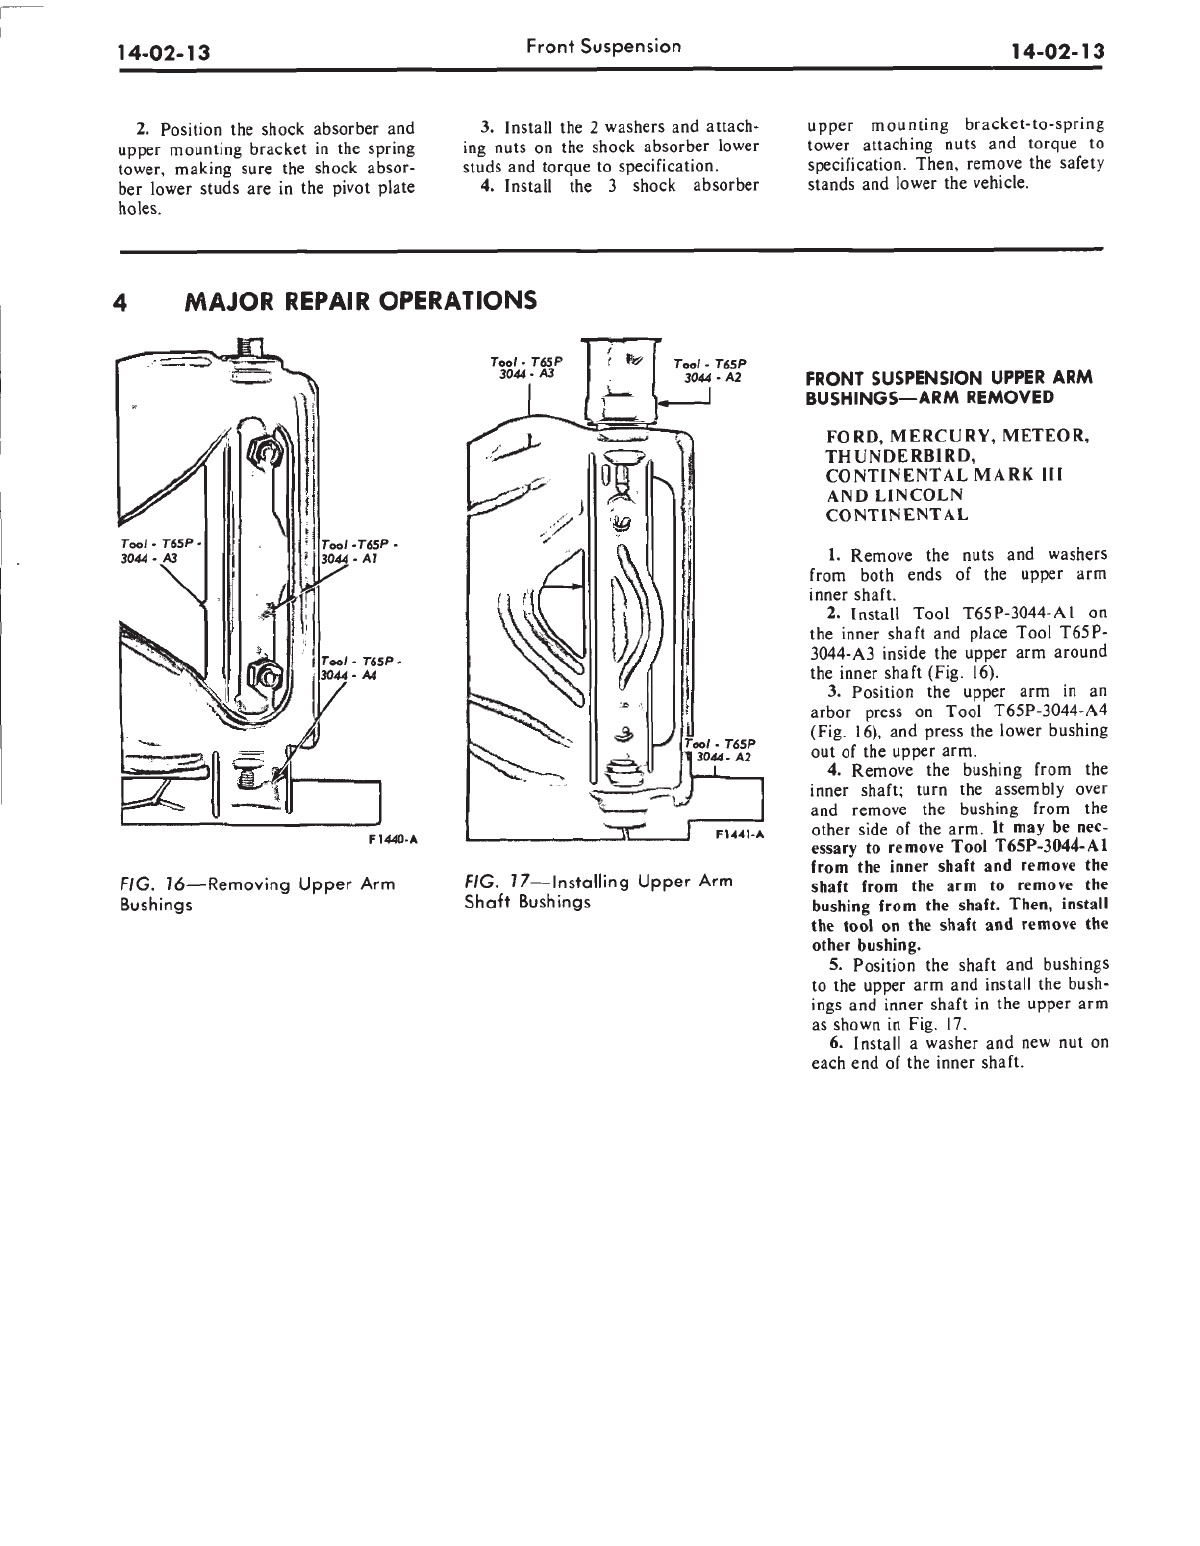 14-02-13
Front Suspension
14-02-13
2. Position the shock absorber and
upper mounting bracket in the spring
tower, making sure the shock absor-
ber lower studs are in the pivot plate
holes.
3. Install the 2 washers and attach-
ing nuts on the shock absorber lower
studs and torque to specification.
4. Install the 3 shock absorber
upper mounting bracket-to-spring
tower attaching nuts and torque to
specification. Then, remove the safety
stands and lower the vehicle.
4 MAJOR REPAIR OPERATIONS
Tool - T65P -
3044 - A3
Tool -T65P -
3044 - A1
Tool - T65P -
3044 - A4
F1440-A
FIG. 16—Removing Upper Arm
Bushings
Tool - T65P
3044 - A3
Tool - T65P
3044 - A2
Tool - T65P
3044- A2
F1441-A
FIG. 17—Installing Upper Arm
Shaft Bushings
FRONT SUSPENSION UPPER ARM
BUSHINGS—ARM REMOVED
FORD, MERCURY, METEOR,
THUNDERBIRD,
CONTINENTAL MARK III
AND LINCOLN
CONTINENTAL
1. Remove the nuts and washers
from both ends of the upper arm
inner shaft.
2. Install Tool T65P-3044-A1 on
the inner shaft and place Tool T65P-
3044-A3 inside the upper arm around
the inner shaft (Fig. 16).
3. Position the upper arm in an
arbor press on Tool T65P-3044-A4
(Fig. 16), and press the lower bushing
out of the upper arm.
4. Remove the bushing from the
inner shaft; turn the assembly over
and remove the bushing from the
other side of the arm. It may be nec-
essary to remove Tool T65P-3044-A1
from the inner shaft and remove the
shaft from the arm to remove the
bushing from the shaft. Then, install
the tool on the shaft and remove the
other bushing.
5. Position the shaft and bushings
to the upper arm and install the bush-
ings and inner shaft in the upper arm
as shown in Fig. 17.
6. Install a washer and new nut on
each end of the inner shaft.